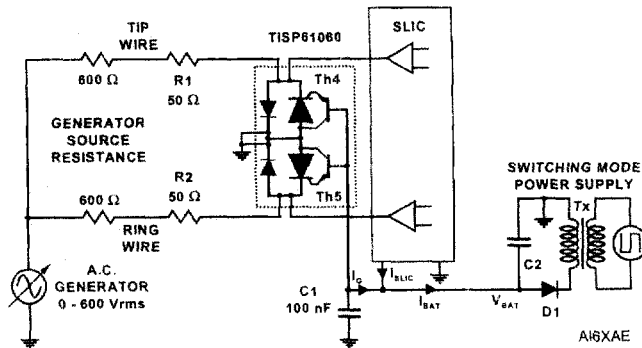 TIP
WIRE
TISP61060
SLIC
600 Ω
R1
50 Ω
Th4
GENERATOR
SOURCE
RESISTANCE
R2
50 Ω
600 Ω
Th5
RING
WIRE
SWITCHING MODE
POWER SUPPLY
Tx
A.C.
GENERATOR
0 - 600 Vrms
C1
100 nF
IG
ISLIC
IBAT
VBAT
C2
D1
AI6XAE